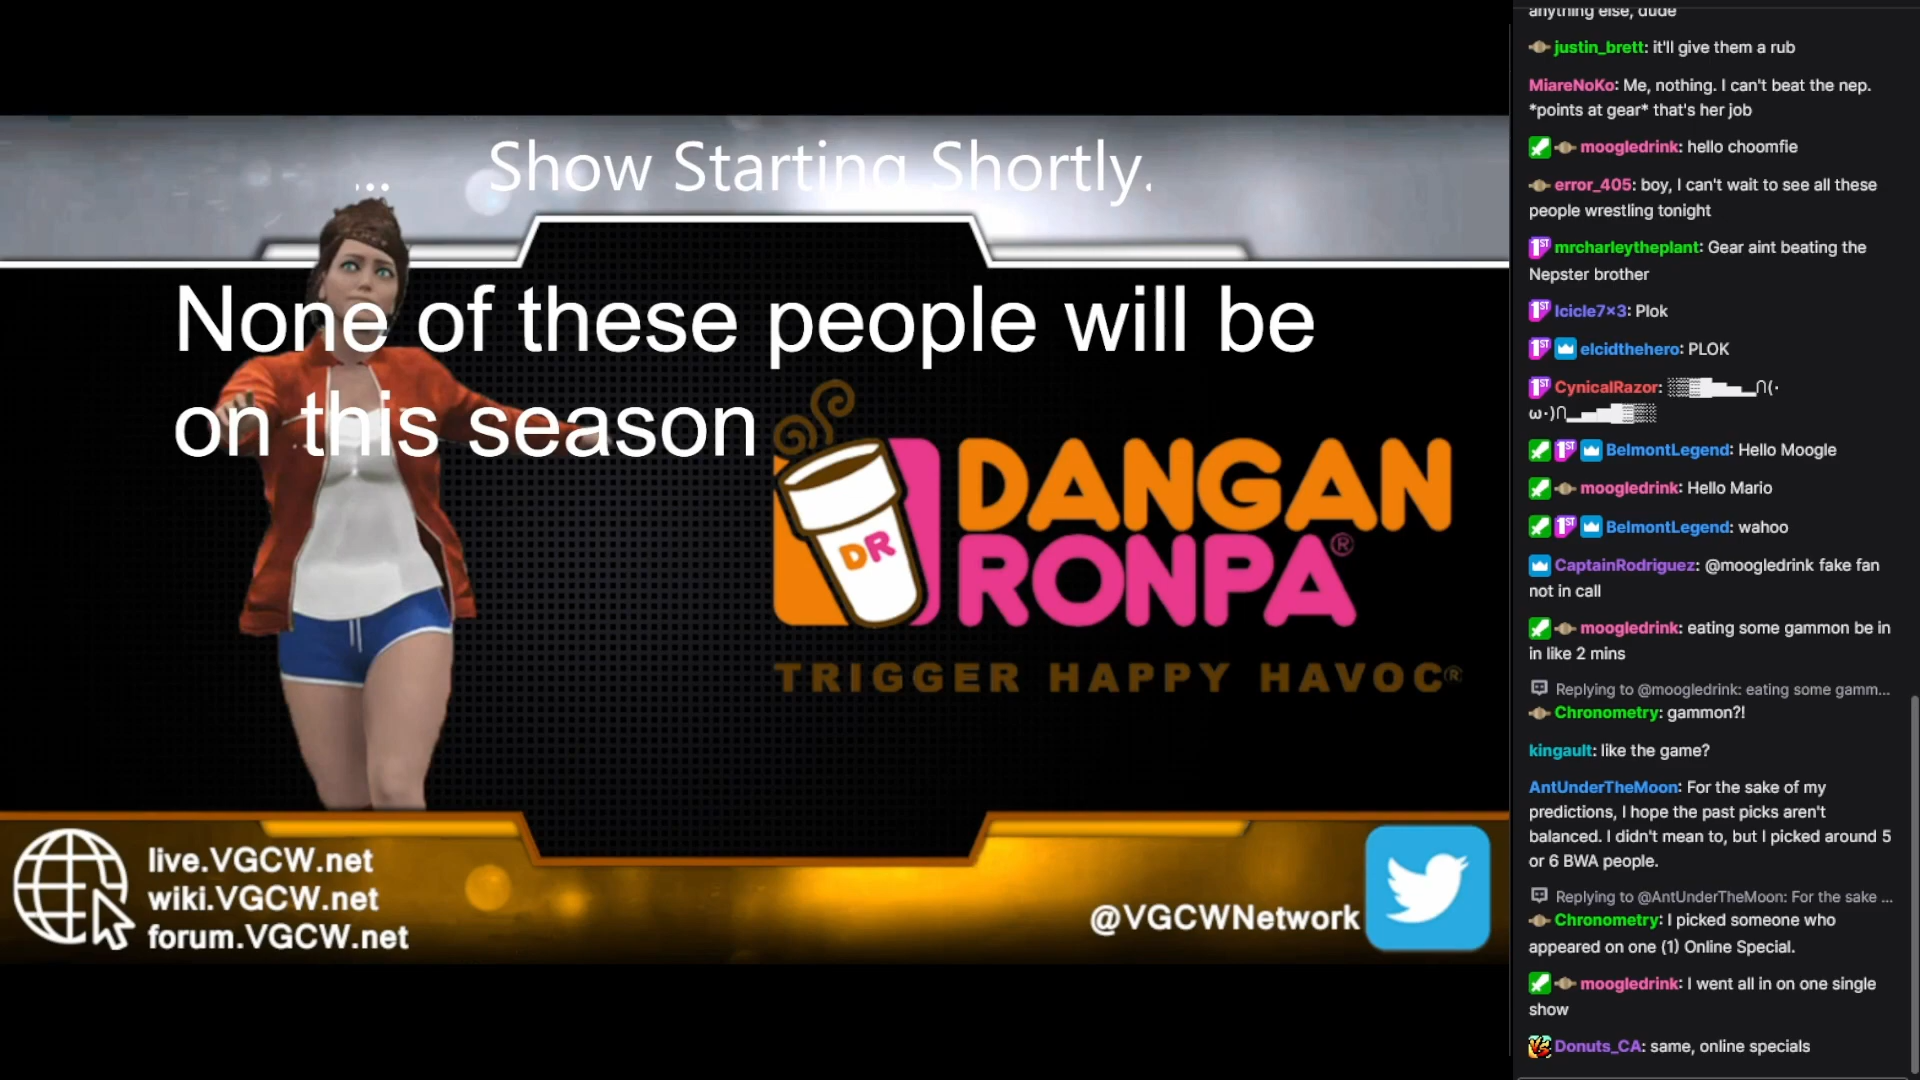 ... Show Starting Shortly.
None of these people will be
on this season
DR
DANGAN
RONPA®
TRIGGER HAPPY HAVOC®
live.VGCW.net
wiki.VGCW.net
forum.VGCW.net
@VGCWNetwork
anything else, dude
justin_brett: it'll give them a rub
MiareNoKo: Me, nothing. I can't beat the nep.
*points at gear* that's her job
moogledrink: hello choomfie
error_405: boy, I can't wait to see all these
people wrestling tonight
1ST mrcharleytheplant: Gear aint beating the
Nepster brother
1ST Icicle7x3: Plok
1ST elcidthehero: PLOK
1ST CynicalRazor: ░▒▓█▇▅▂∩(・
ω・)∩▂▅▇█▓▒░
1ST BelmontLegend: Hello Moogle
moogledrink: Hello Mario
1ST BelmontLegend: wahoo
CaptainRodriguez: @moogledrink fake fan
not in call
moogledrink: eating some gammon be in
in like 2 mins
Replying to @moogledrink: eating some gamm...
Chronometry: gammon?!
kingault: like the game?
AntUnderTheMoon: For the sake of my
predictions, I hope the past picks aren't
balanced. I didn't mean to, but I picked around 5
or 6 BWA people.
Replying to @AntUnderTheMoon: For the sake ...
Chronometry: I picked someone who
appeared on one (1) Online Special.
moogledrink: I went all in on one single
show
VS Donuts_CA: same, online specials